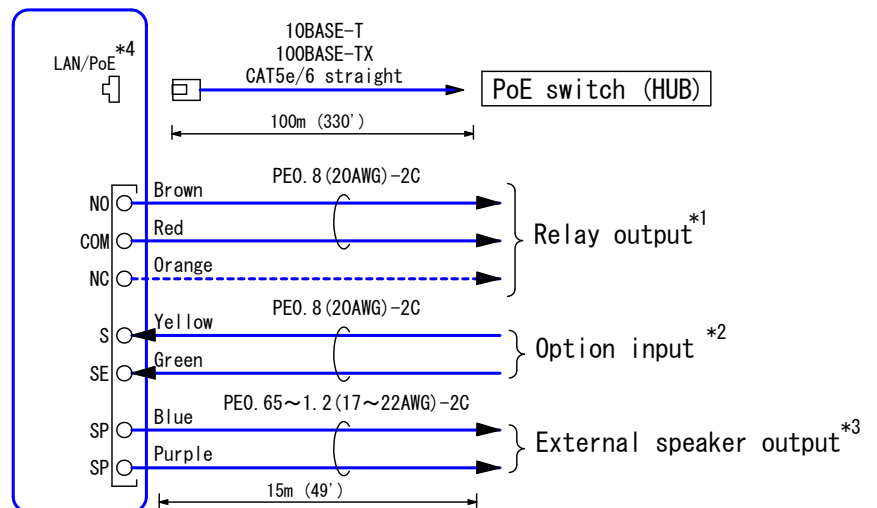 10BASE-T
100BASE-TX
CAT5e/6 straight
LAN/PoE*4
PoE switch (HUB)
100m (330')
PE0.8(20AWG)-2C
NO Brown
COM Red
Relay output*1
NC Orange
PE0.8(20AWG)-2C
S Yellow
Option input *2
SE Green
PE0.65～1.2(17～22AWG)-2C
SP Blue
External speaker output*3
SP Purple
15m (49')